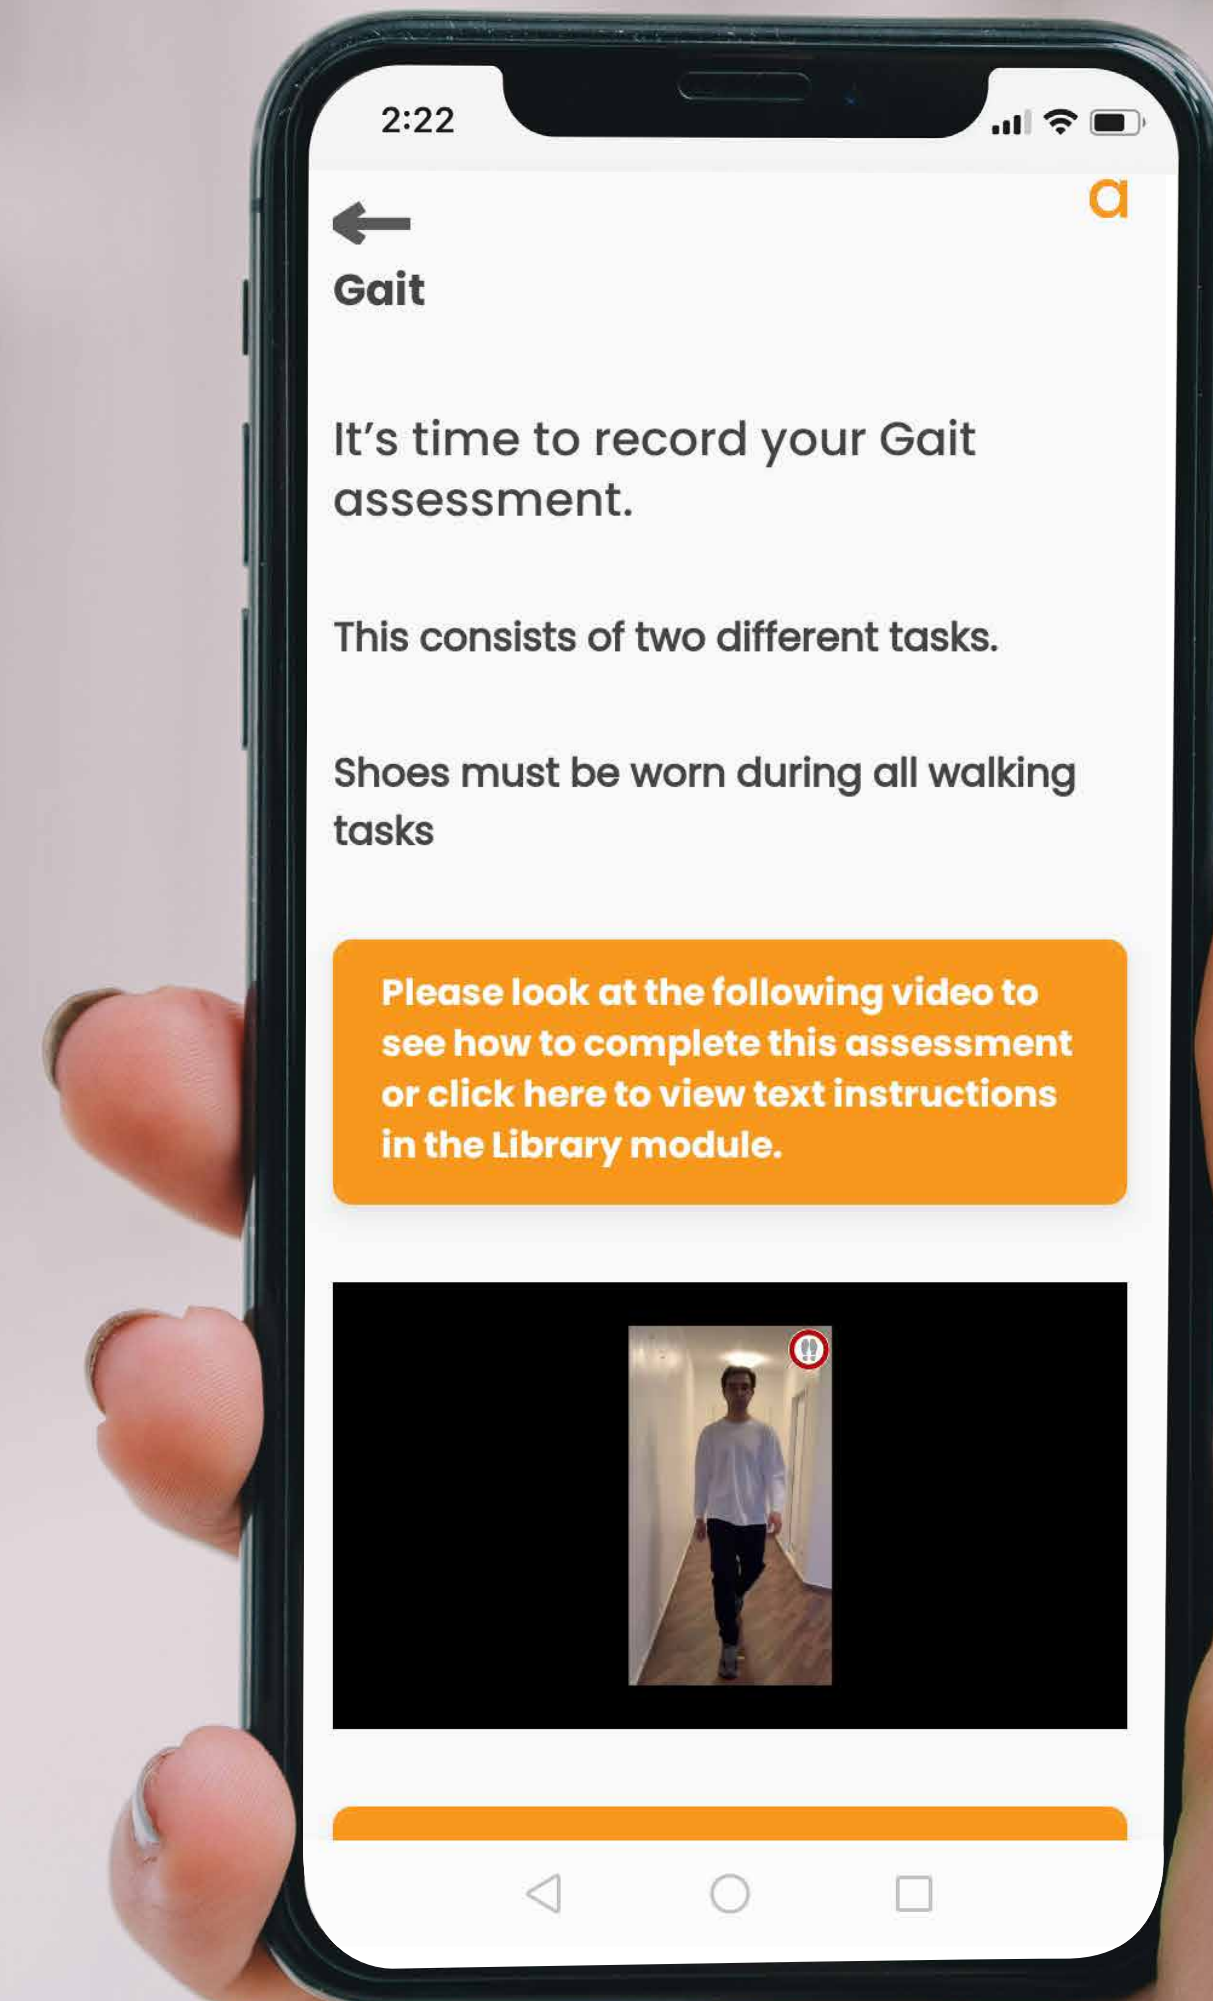 2:22
a
Gait
It’s time to record your Gait
assessment.
This consists of two different tasks.
Shoes must be worn during all walking
tasks
Please look at the following video to
see how to complete this assessment
or click here to view text instructions
in the Library module.